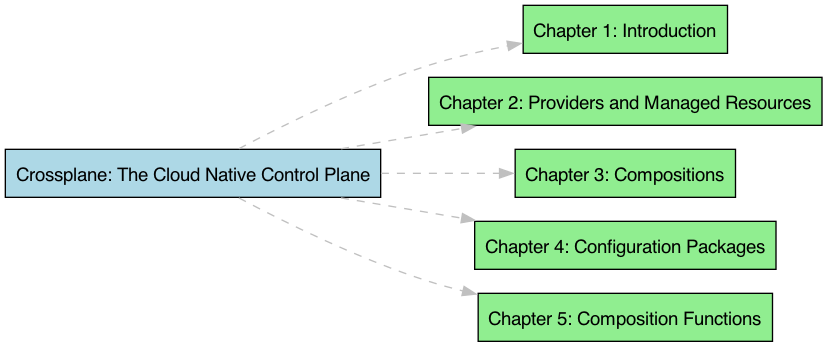 Chapter 1: Introduction
Chapter 2: Providers and Managed Resources
Crossplane: The Cloud Native Control Plane
Chapter 3: Compositions
Chapter 4: Configuration Packages
Chapter 5: Composition Functions